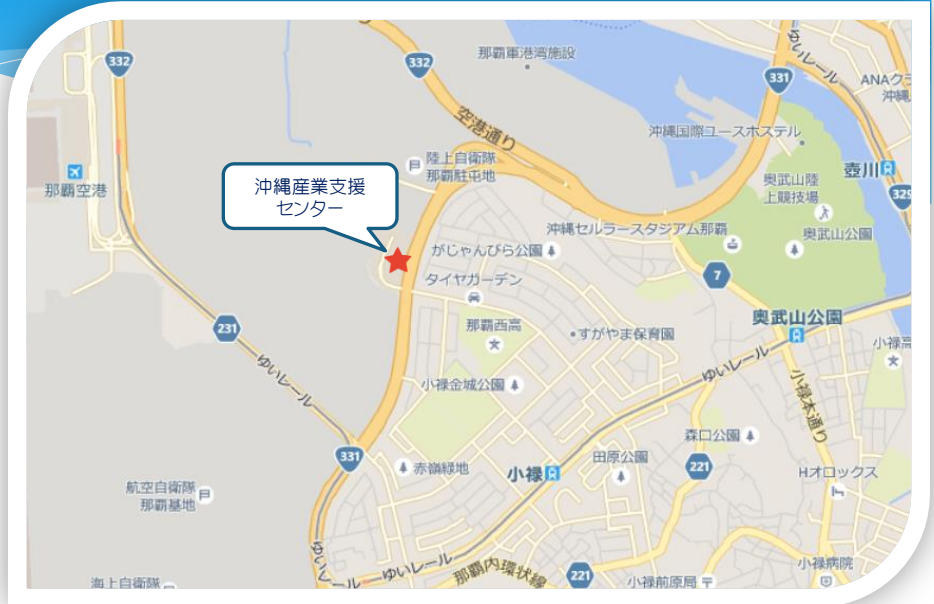 332
332
那覇軍港湾施設
331
ゆいレール
ANAクラ
沖縄
空港通り
沖縄国際ユースホステル
那覇空港
陸上自衛隊
那覇駐屯地
沖縄産業支援
センター
奥武山陸
上競技場
壺川
329
沖縄セルラースタジアム那覇
奥武山公園
がじゃんびら公園
タイヤガーデン
7
231
那覇西高
すがやま保育園
奥武山公園
小禄高
ゆいレール
ゆいレール
小禄金城公園
小禄本通り
森口公園
331
赤嶺緑地
小禄
田原公園
221
Hオロックス
航空自衛隊
那覇基地
ゆいレール
ゆいレール
那覇内環状線
221
小禄前原局
小禄病院
海上自衛隊